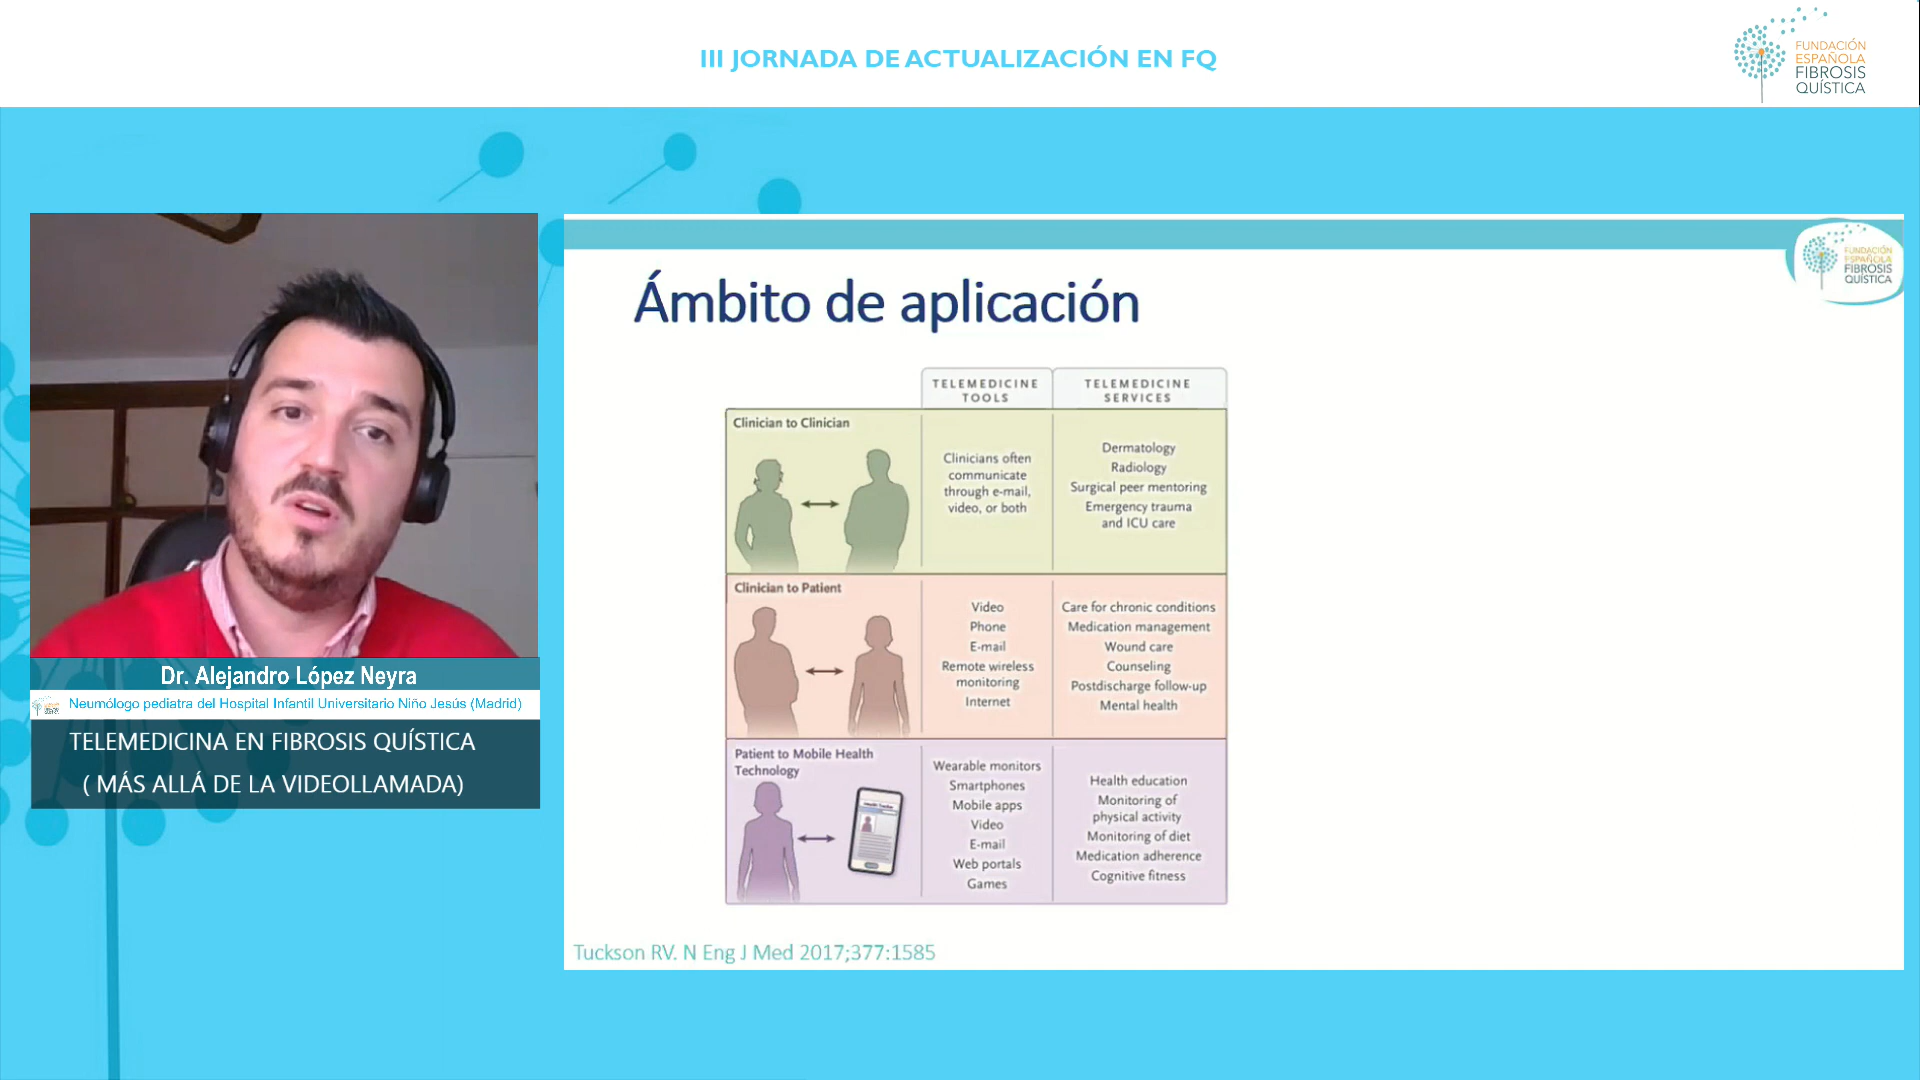 III JORNADA DE ACTUALIZACIÓN EN FQ
FUNDACIÓN
ESPAÑOLA
FIBROSIS
QUÍSTICA
Dr. Alejandro López Neyra
Neumólogo pediatra del Hospital Infantil Universitario Niño Jesús (Madrid)
TELEMEDICINA EN FIBROSIS QUÍSTICA
( MÁS ALLÁ DE LA VIDEOLLAMADA)
FUNDACIÓN
ESPAÑOLA
FIBROSIS
QUÍSTICA
Ámbito de aplicación
TELEMEDICINE
TOOLS
TELEMEDICINE
SERVICES
Clinician to Clinician
Clinicians often
communicate
through e-mail,
video, or both
Dermatology
Radiology
Surgical peer mentoring
Emergency trauma
and ICU care
Clinician to Patient
Video
Phone
E-mail
Remote wireless
monitoring
Internet
Care for chronic conditions
Medication management
Wound care
Counseling
Postdischarge follow-up
Mental health
Patient to Mobile Health
Technology
Wearable monitors
Smartphones
Mobile apps
Video
E-mail
Web portals
Games
Health education
Monitoring of
physical activity
Monitoring of diet
Medication adherence
Cognitive fitness
Tuckson RV. N Eng J Med 2017;377:1585